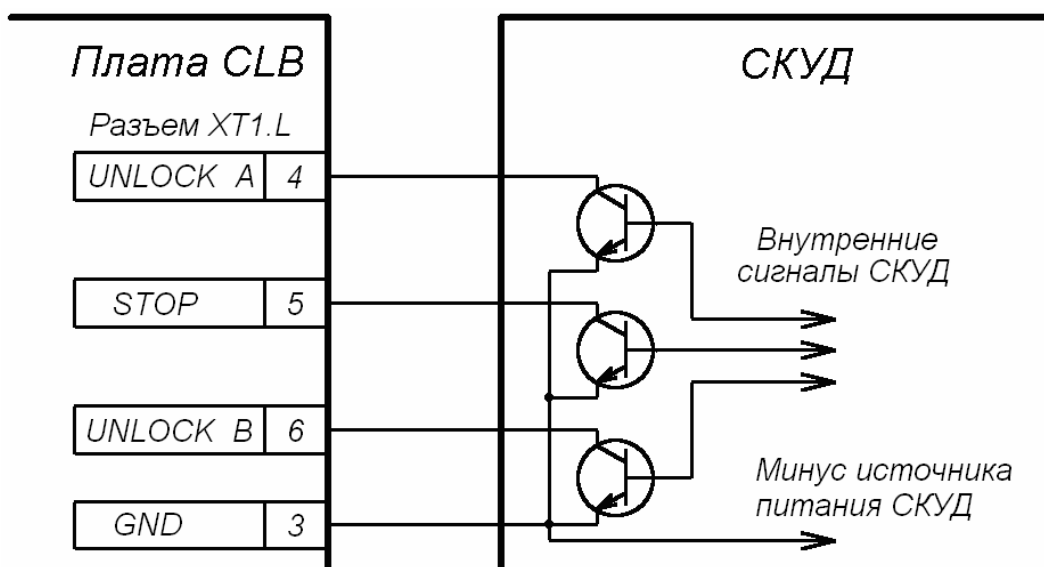 Плата CLB
СКУД
Разъем XT1.L
UNLOCK A 4
Внутренние
сигналы СКУД
STOP 5
UNLOCK B 6
Минус источника
питания СКУД
GND 3